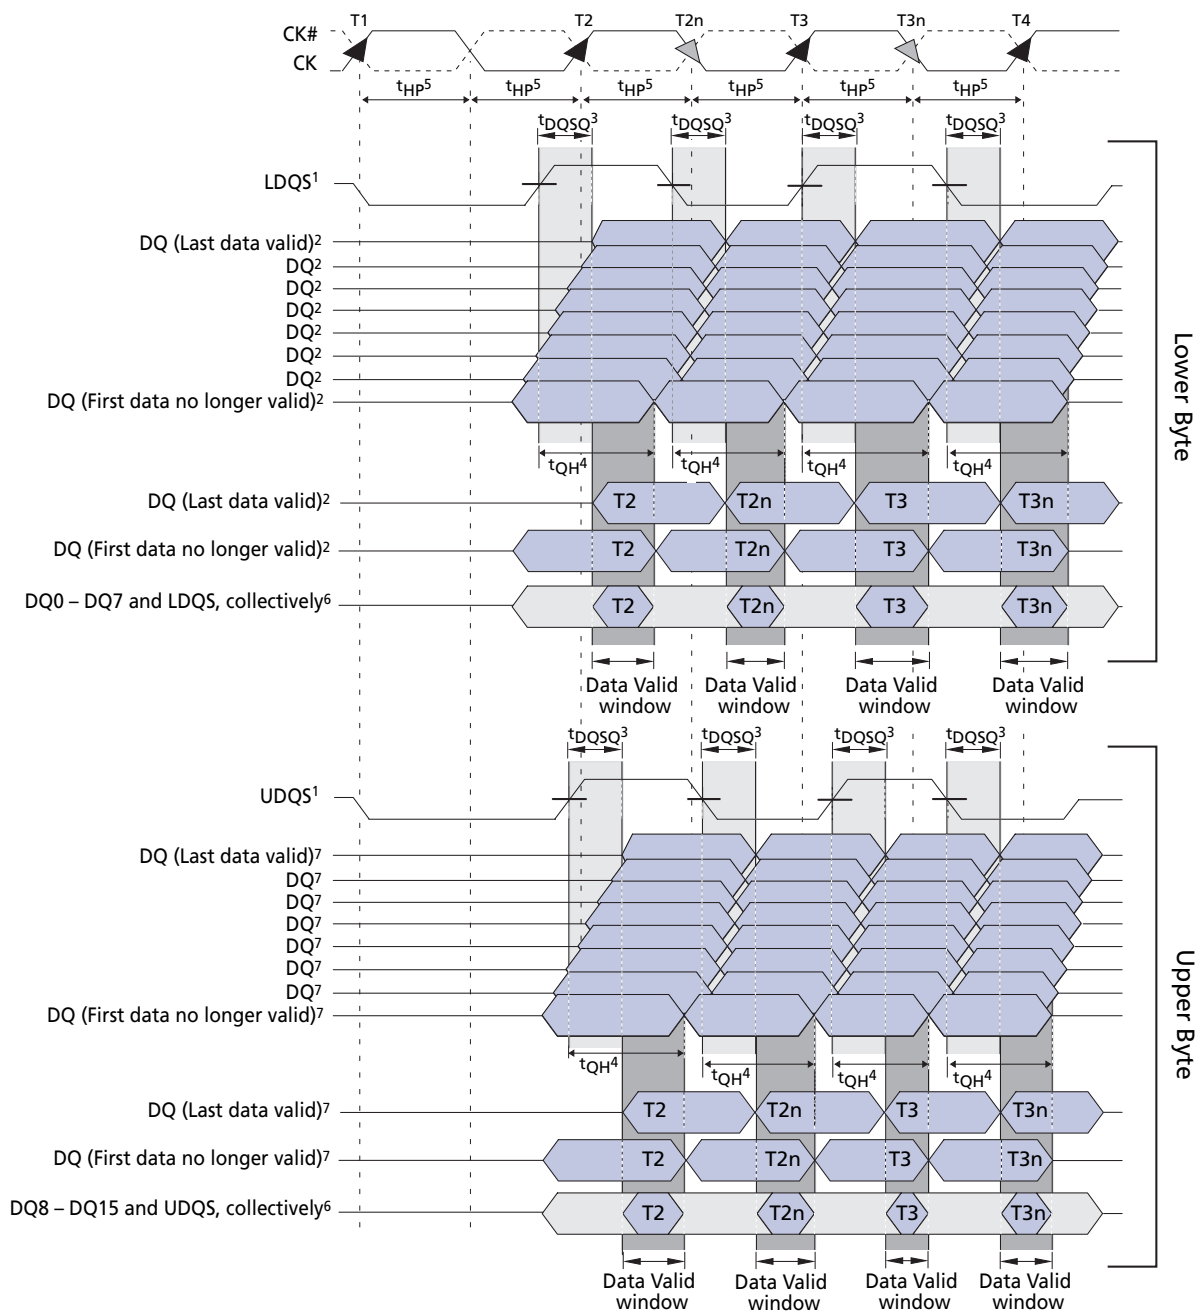 T1 T2 T2n T3 T3n T4
CK#
CK
tHP5 tHP5 tHP5 tHP5 tHP5 tHP5
tDQSQ3 tDQSQ3 tDQSQ3 tDQSQ3
LDQS1
DQ (Last data valid)2
DQ2
DQ2
DQ2
DQ2
DQ2
DQ2
DQ (First data no longer valid)2
tQH4 tQH4 tQH4 tQH4
DQ (Last data valid)2 T2 T2n T3 T3n
DQ (First data no longer valid)2 T2 T2n T3 T3n
DQ0 – DQ7 and LDQS, collectively6 T2 T2n T3 T3n
Data Valid window Data Valid window Data Valid window Data Valid window
Lower Byte
tDQSQ3 tDQSQ3 tDQSQ3 tDQSQ3
UDQS1
DQ (Last data valid)7
DQ7
DQ7
DQ7
DQ7
DQ7
DQ7
DQ (First data no longer valid)7
tQH4 tQH4 tQH4 tQH4
DQ (Last data valid)7 T2 T2n T3 T3n
DQ (First data no longer valid)7 T2 T2n T3 T3n
DQ8 – DQ15 and UDQS, collectively6 T2 T2n T3 T3n
Data Valid window Data Valid window Data Valid window Data Valid window
Upper Byte